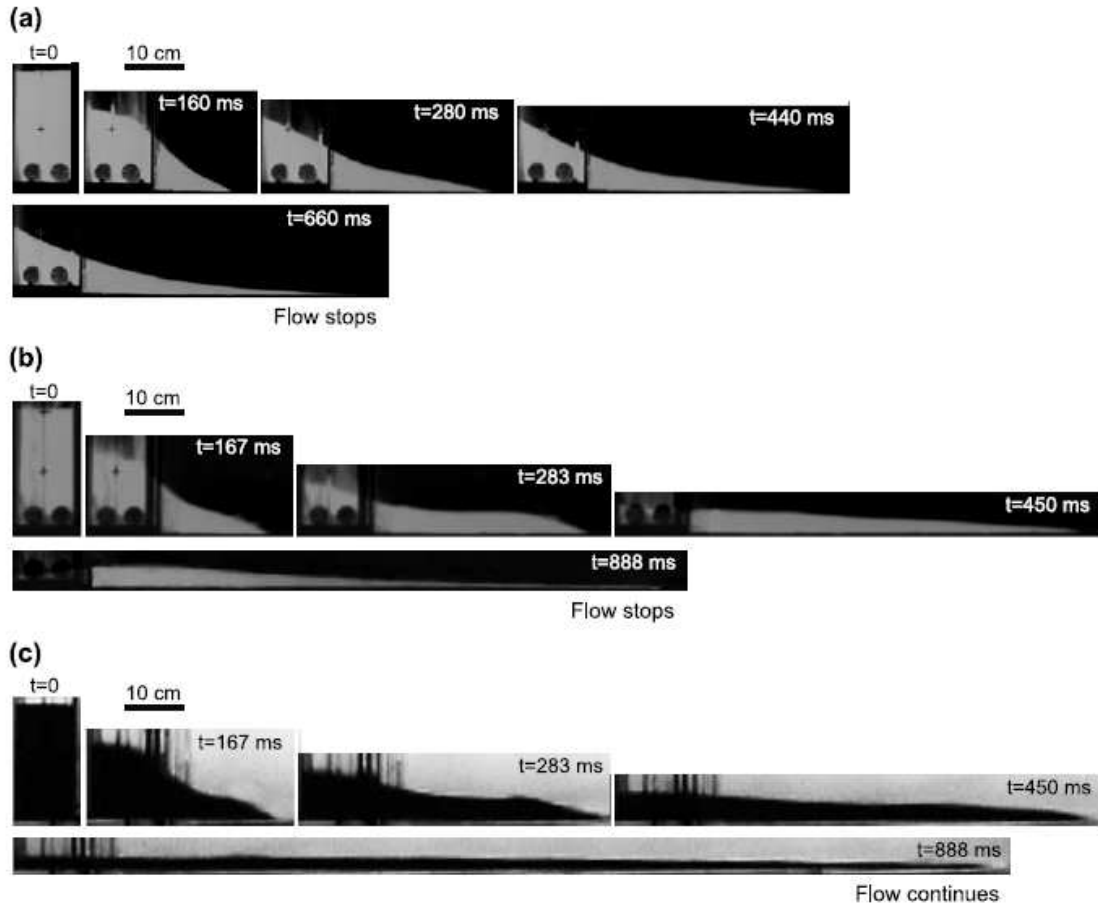 (a)
t=0
10 cm
t=160 ms
t=280 ms
t=440 ms
t=660 ms
Flow stops
(b)
t=0
10 cm
t=167 ms
t=283 ms
t=450 ms
t=888 ms
Flow stops
(c)
t=0
10 cm
t=167 ms
t=283 ms
t=450 ms
t=888 ms
Flow continues